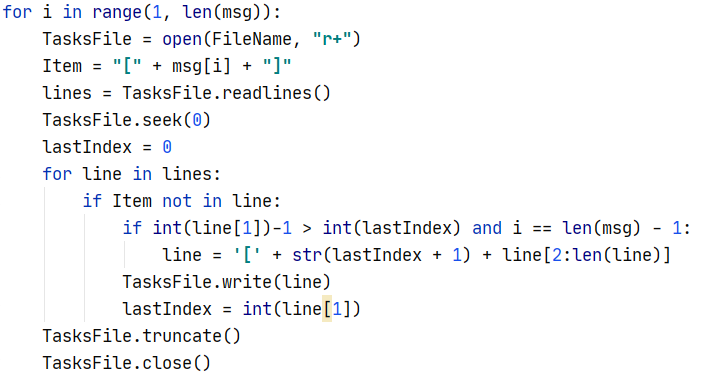 for i in range(1, len(msg)):
    TasksFile = open(FileName, "r+")
    Item = "[" + msg[i] + "]"
    lines = TasksFile.readlines()
    TasksFile.seek(0)
    lastIndex = 0
    for line in lines:
        if Item not in line:
            if int(line[1])-1 > int(lastIndex) and i == len(msg) - 1:
                line = '[' + str(lastIndex + 1) + line[2:len(line)]
            TasksFile.write(line)
            lastIndex = int(line[1])
    TasksFile.truncate()
    TasksFile.close()